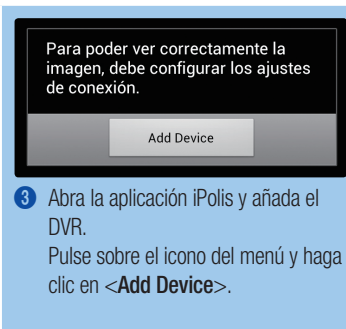 Para poder ver correctamente la
imagen, debe configurar los ajustes
de conexión.
Add Device
3 Abra la aplicación iPolis y añada el
DVR.
Pulse sobre el icono del menú y haga
clic en <Add Device>.